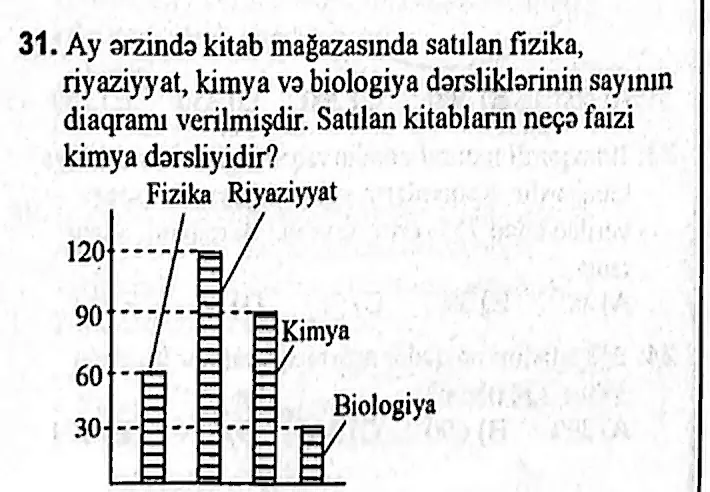 31. Ay ərzində kitab mağazasında satılan fizika,
riyaziyyat, kimya və biologiya dərsliklərinin sayının
diaqramı verilmişdir. Satılan kitabların neçə faizi
kimya dərsliyidir?
Fizika Riyaziyyat
120
90
Kimya
60
Biologiya
30